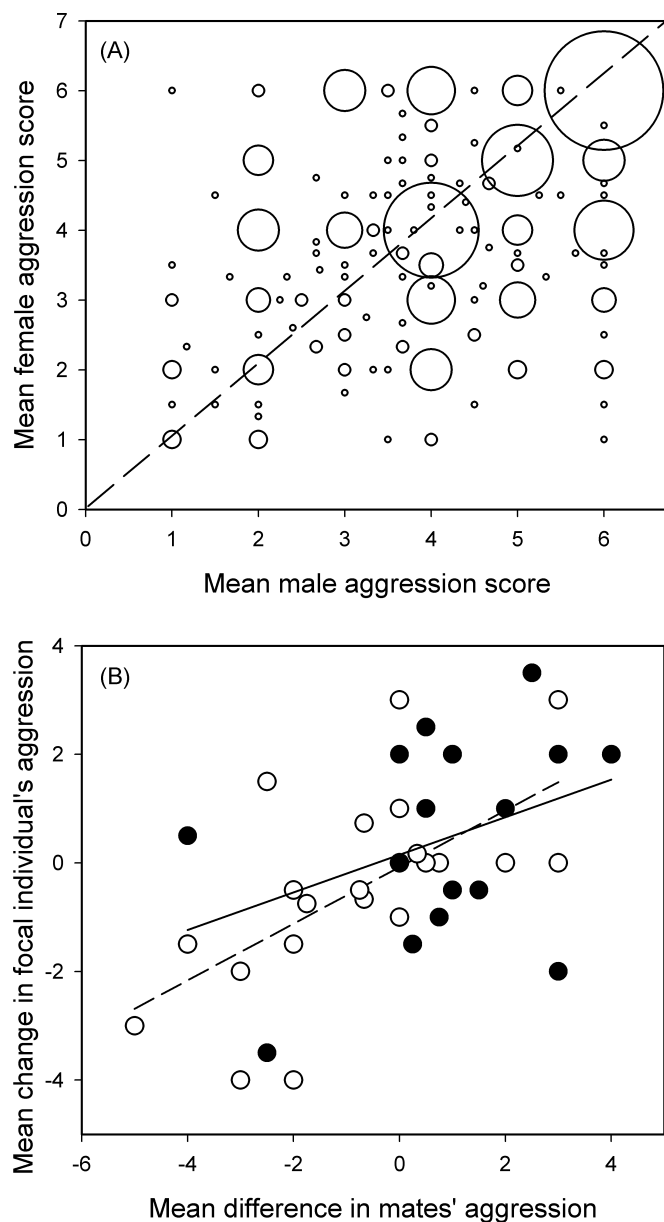 7
(A)
6
5
4
3
2
1
0
Mean female aggression score
0 1 2 3 4 5 6
Mean male aggression score
4
(B)
2
0
-2
-4
Mean change in focal individual's aggression
-6 -4 -2 0 2 4
Mean difference in mates' aggression